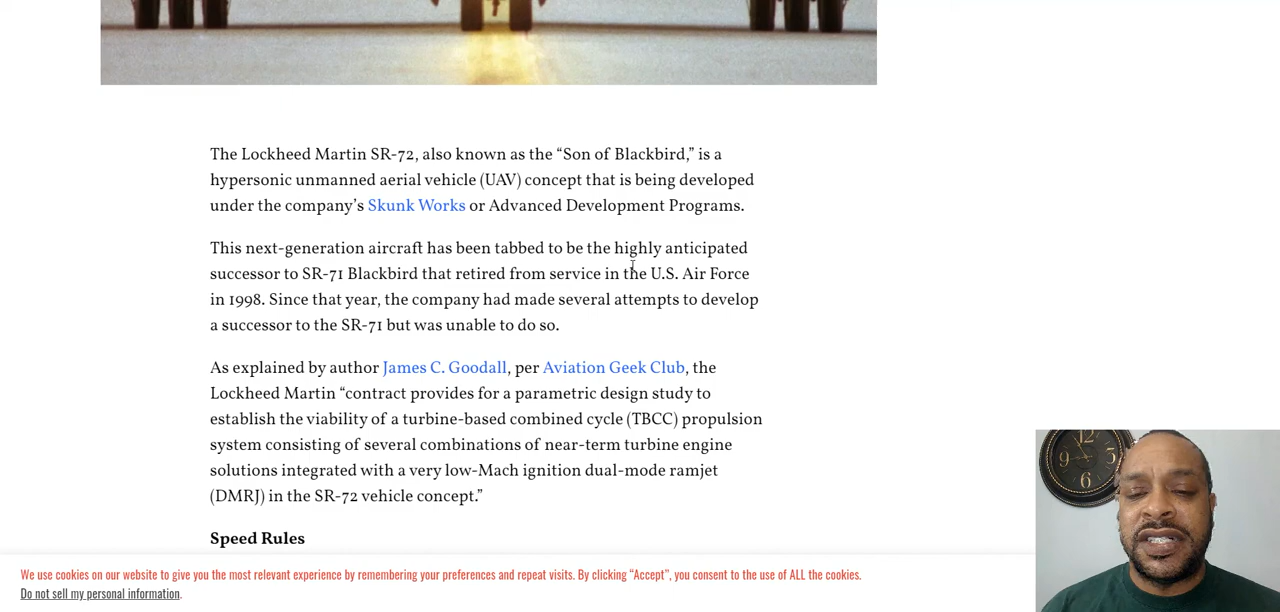 The Lockheed Martin SR-72, also known as the “Son of Blackbird,” is a
hypersonic unmanned aerial vehicle (UAV) concept that is being developed
under the company’s Skunk Works or Advanced Development Programs.
This next-generation aircraft has been tabbed to be the highly anticipated
successor to SR-71 Blackbird that retired from service in the U.S. Air Force
in 1998. Since that year, the company had made several attempts to develop
a successor to the SR-71 but was unable to do so.
As explained by author James C. Goodall, per Aviation Geek Club, the
Lockheed Martin “contract provides for a parametric design study to
establish the viability of a turbine-based combined cycle (TBCC) propulsion
system consisting of several combinations of near-term turbine engine
solutions integrated with a very low-Mach ignition dual-mode ramjet
(DMRJ) in the SR-72 vehicle concept.”
Speed Rules
We use cookies on our website to give you the most relevant experience by remembering your preferences and repeat visits. By clicking “Accept”, you consent to the use of ALL the cookies.
Do not sell my personal information.
12
9 3
6